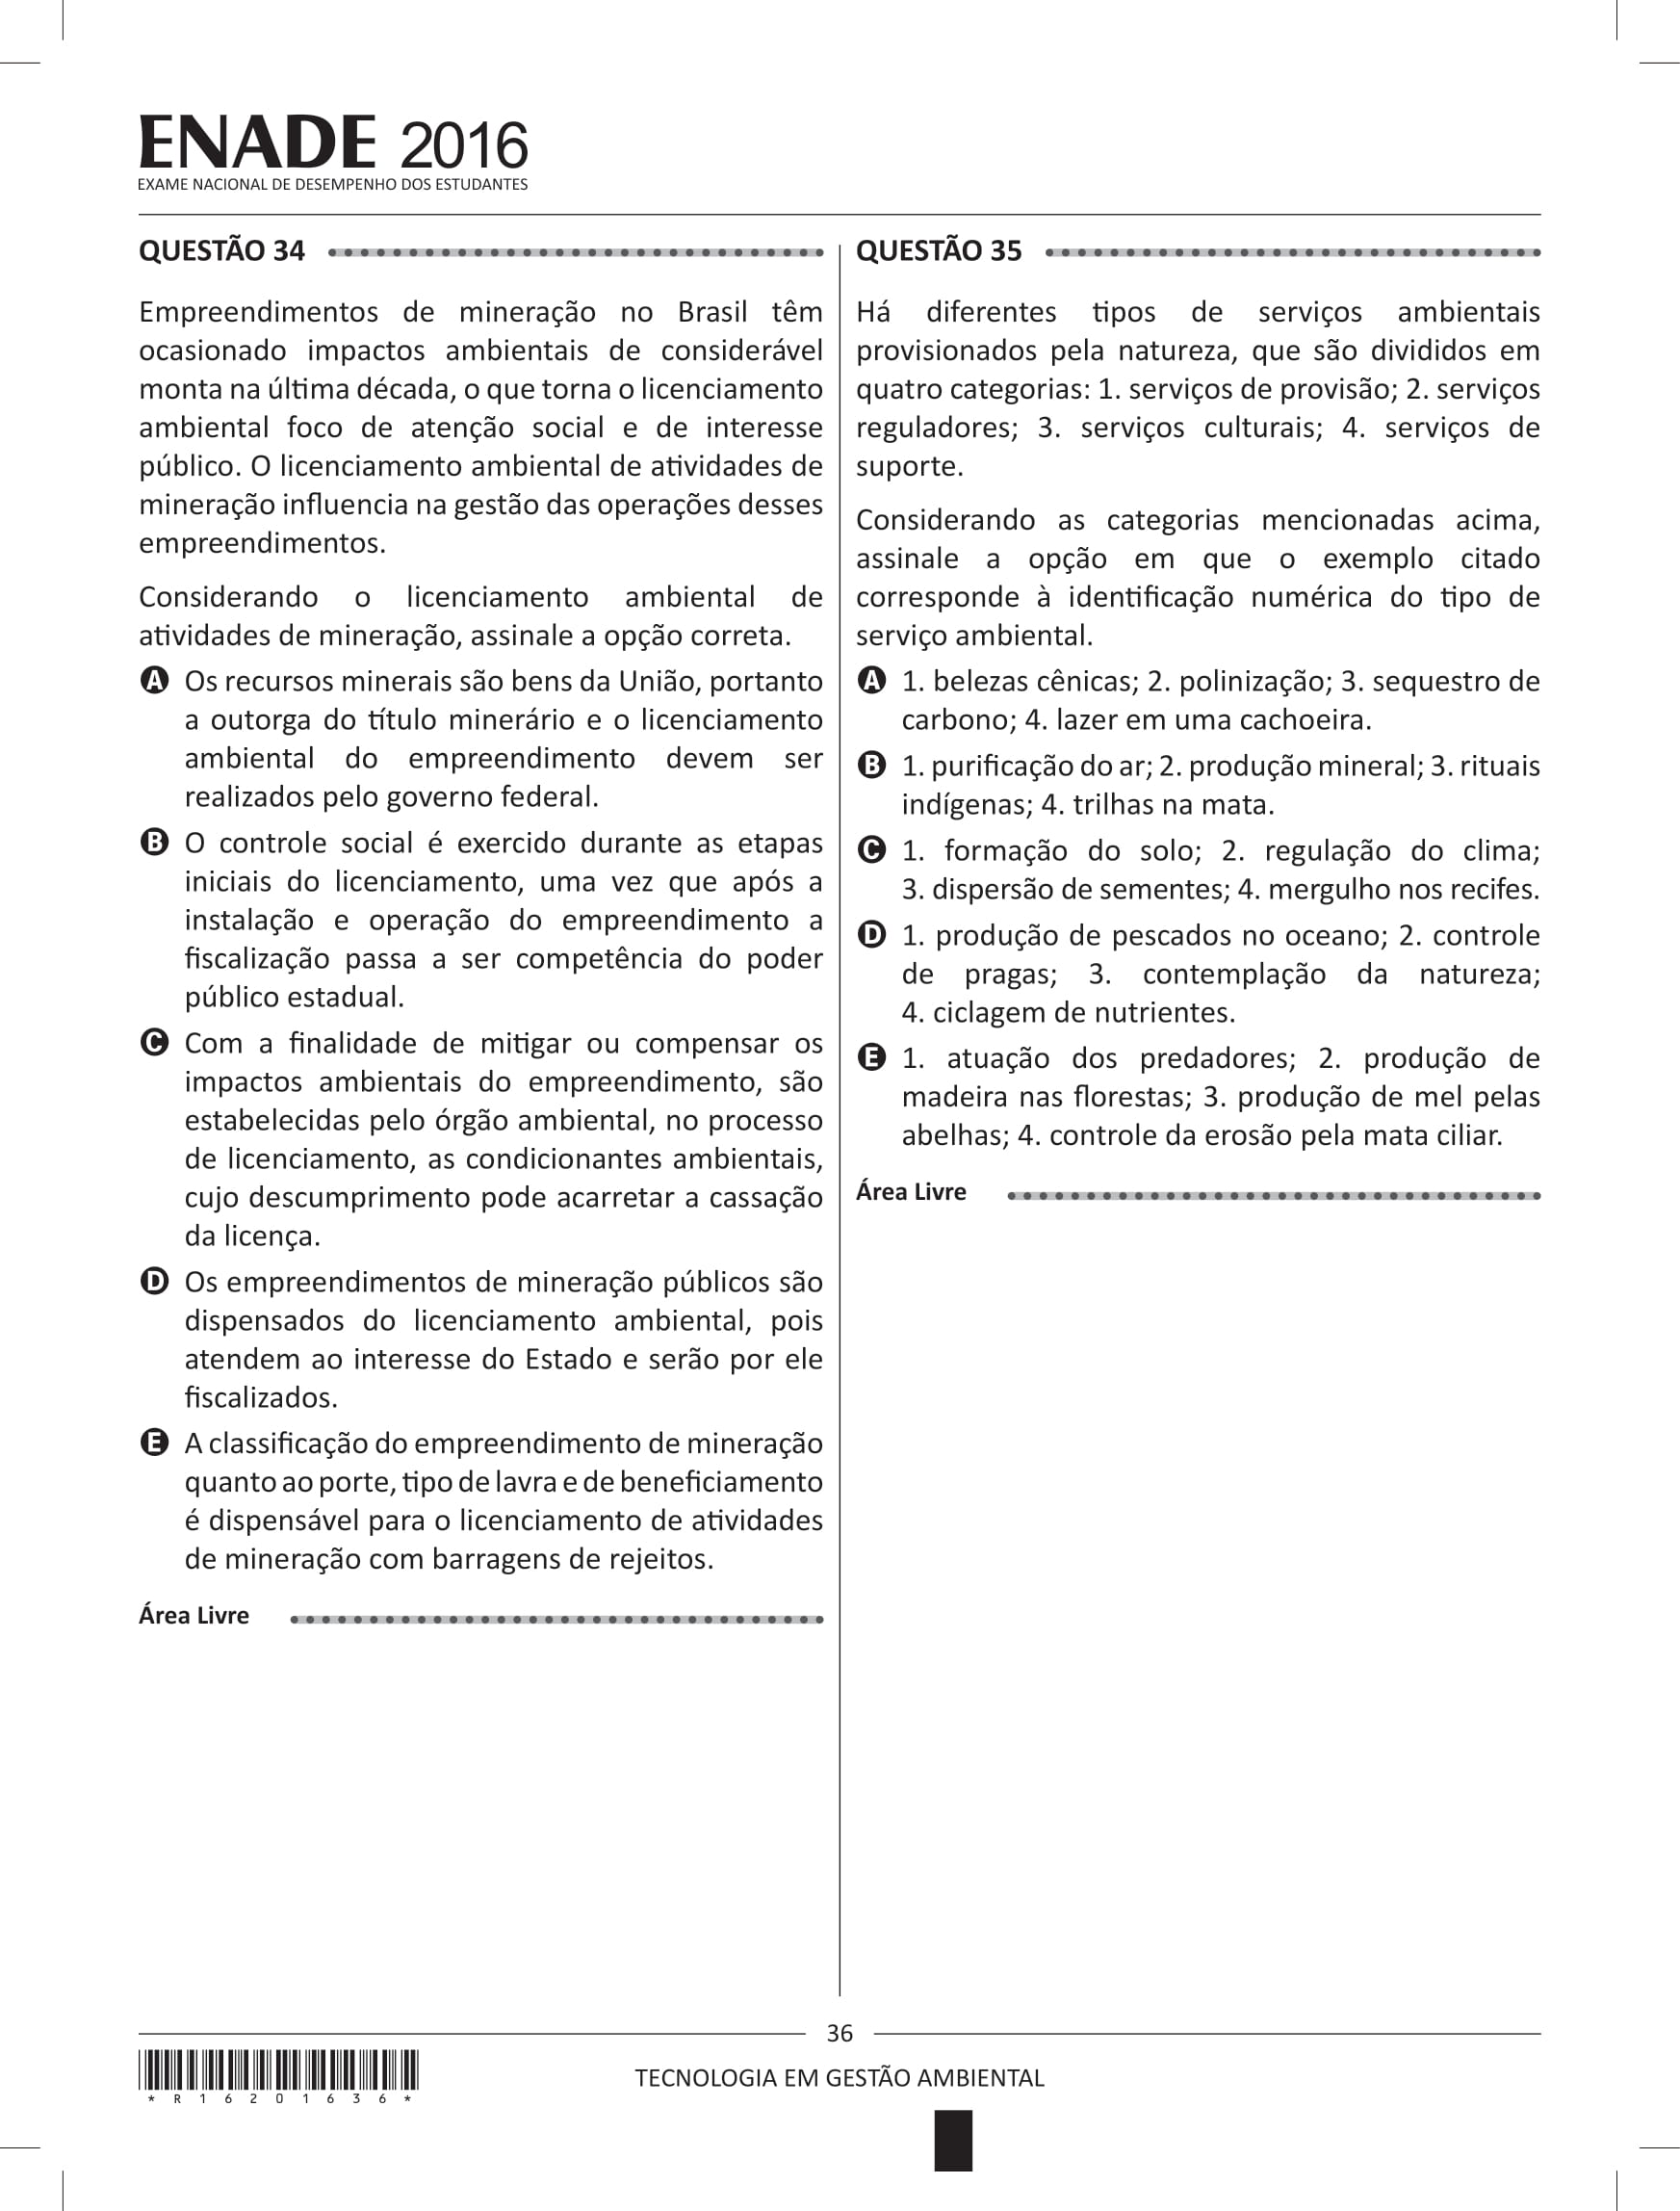 ENADE 2016
EXAME NACIONAL DE DESEMPENHO DOS ESTUDANTES
QUESTÃO 34
Empreendimentos de mineração no Brasil têm
ocasionado impactos ambientais de considerável
monta na última década, o que torna o licenciamento
ambiental foco de atenção social e de interesse
público. O licenciamento ambiental de atividades de
mineração influencia na gestão das operações desses
empreendimentos.
Considerando o licenciamento ambiental de
atividades de mineração, assinale a opção correta.
A Os recursos minerais são bens da União, portanto
a outorga do título minerário e o licenciamento
ambiental do empreendimento devem ser
realizados pelo governo federal.
B O controle social é exercido durante as etapas
iniciais do licenciamento, uma vez que após a
instalação e operação do empreendimento a
fiscalização passa a ser competência do poder
público estadual.
C Com a finalidade de mitigar ou compensar os
impactos ambientais do empreendimento, são
estabelecidas pelo órgão ambiental, no processo
de licenciamento, as condicionantes ambientais,
cujo descumprimento pode acarretar a cassação
da licença.
D Os empreendimentos de mineração públicos são
dispensados do licenciamento ambiental, pois
atendem ao interesse do Estado e serão por ele
fiscalizados.
E A classificação do empreendimento de mineração
quanto ao porte, tipo de lavra e de beneficiamento
é dispensável para o licenciamento de atividades
de mineração com barragens de rejeitos.
Área Livre
QUESTÃO 35
Há diferentes tipos de serviços ambientais
provisionados pela natureza, que são divididos em
quatro categorias: 1. serviços de provisão; 2. serviços
reguladores; 3. serviços culturais; 4. serviços de
suporte.
Considerando as categorias mencionadas acima,
assinale a opção em que o exemplo citado
corresponde à identificação numérica do tipo de
serviço ambiental.
A 1. belezas cênicas; 2. polinização; 3. sequestro de
carbono; 4. lazer em uma cachoeira.
B 1. purificação do ar; 2. produção mineral; 3. rituais
indígenas; 4. trilhas na mata.
C 1. formação do solo; 2. regulação do clima;
3. dispersão de sementes; 4. mergulho nos recifes.
D 1. produção de pescados no oceano; 2. controle
de pragas; 3. contemplação da natureza;
4. ciclagem de nutrientes.
E 1. atuação dos predadores; 2. produção de
madeira nas florestas; 3. produção de mel pelas
abelhas; 4. controle da erosão pela mata ciliar.
Área Livre
36
*R16201636*
TECNOLOGIA EM GESTÃO AMBIENTAL